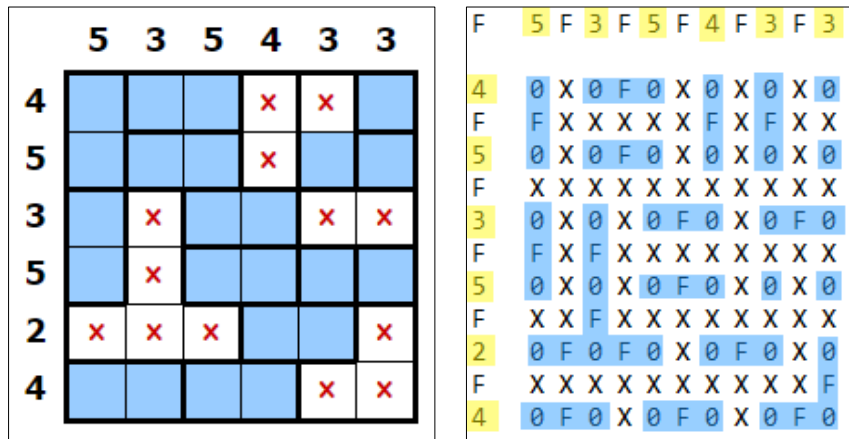 5 3 5 4 3 3
4 × ×
5 ×
3 × × ×
5 ×
2 × × × ×
4 × ×
F 5 F 3 F 5 F 4 F 3 F 3
4 0 X 0 F 0 X 0 X 0 X 0
F F X X X X X F X F X X
5 0 X 0 F 0 X 0 X 0 X 0
F X X X X X X X X X X X
3 0 X 0 X 0 F 0 X 0 F 0
F F X F X X X X X X X X
5 0 X 0 X 0 F 0 X 0 X 0
F X X F X X X X X X X X
2 0 F 0 F 0 X 0 F 0 X 0
F X X X X X X X X X X F
4 0 F 0 X 0 F 0 X 0 F 0